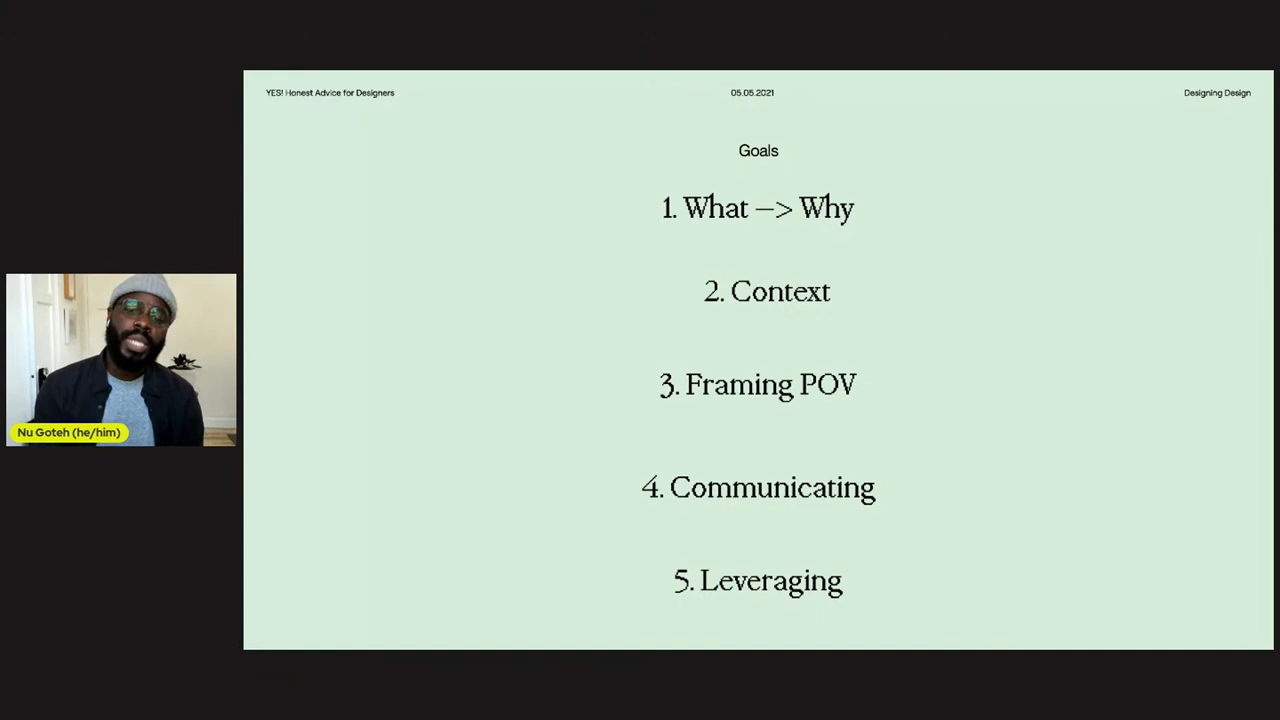 YES! Honest Advice for Designers
05.05.2021
Designing Design
Goals
1. What —> Why
2. Context
3. Framing POV
4. Communicating
5. Leveraging
Nu Goteh (he/him)